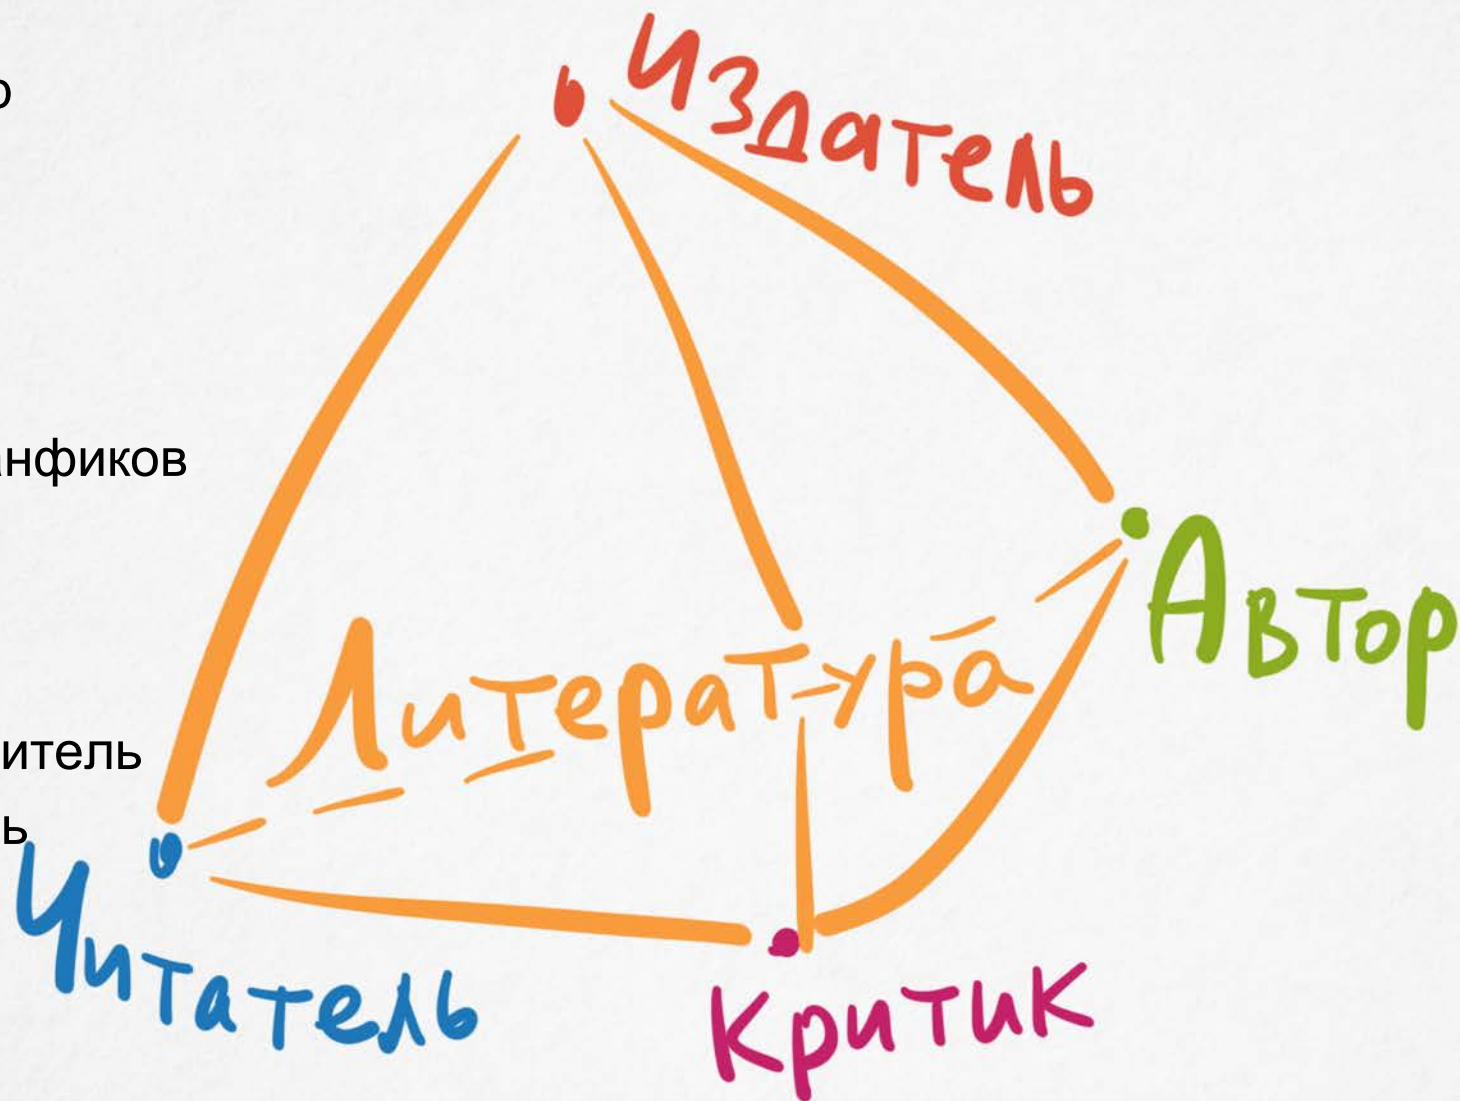 о
Издатель
нфиков
Автор
Литература
итель
ь
Читатель
Критик